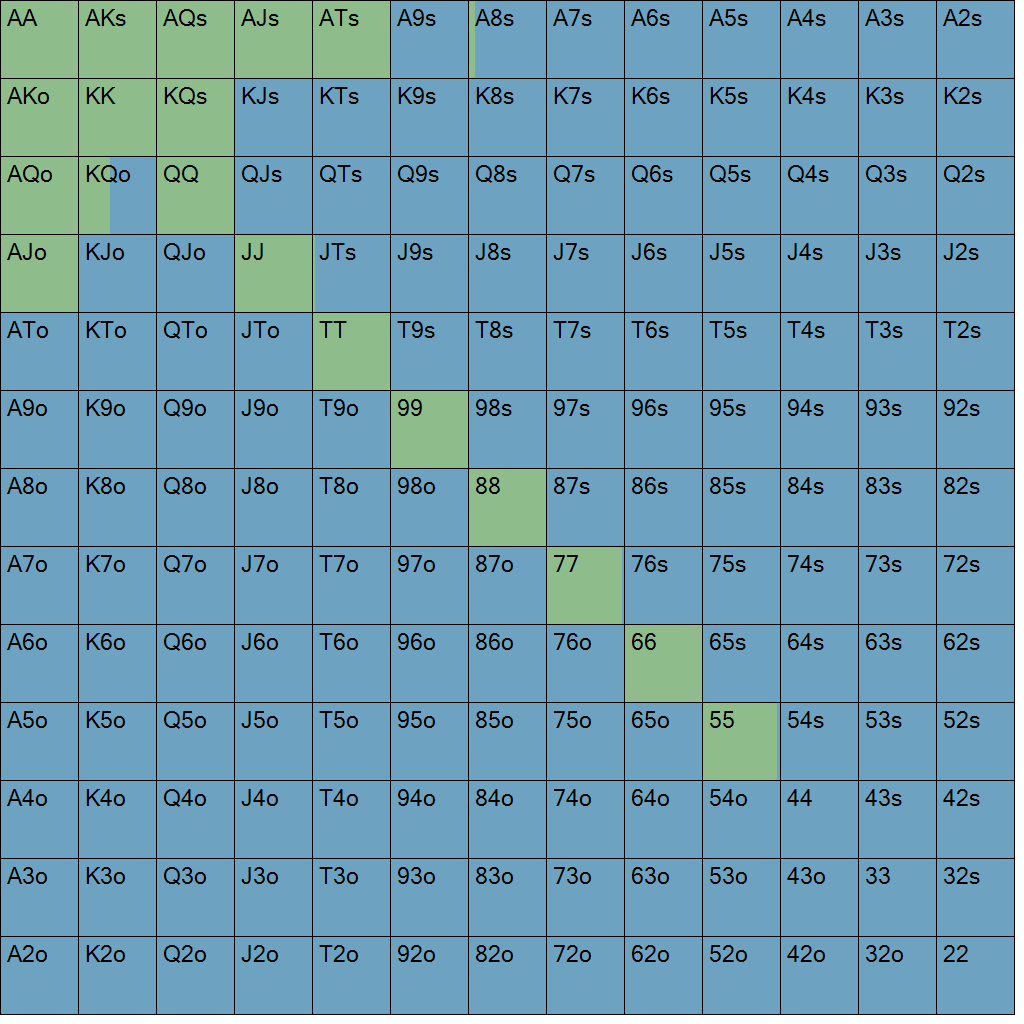 AA AKs AQs AJs ATs A9s A8s A7s A6s A5s A4s A3s A2s
AKo KK KQs KJs KTs K9s K8s K7s K6s K5s K4s K3s K2s
AQo KQo QQ QJs QTs Q9s Q8s Q7s Q6s Q5s Q4s Q3s Q2s
AJo KJo QJo JJ JTs J9s J8s J7s J6s J5s J4s J3s J2s
ATo KTo QTo JTo TT T9s T8s T7s T6s T5s T4s T3s T2s
A9o K9o Q9o J9o T9o 99 98s 97s 96s 95s 94s 93s 92s
A8o K8o Q8o J8o T8o 98o 88 87s 86s 85s 84s 83s 82s
A7o K7o Q7o J7o T7o 97o 87o 77 76s 75s 74s 73s 72s
A6o K6o Q6o J6o T6o 96o 86o 76o 66 65s 64s 63s 62s
A5o K5o Q5o J5o T5o 95o 85o 75o 65o 55 54s 53s 52s
A4o K4o Q4o J4o T4o 94o 84o 74o 64o 54o 44 43s 42s
A3o K3o Q3o J3o T3o 93o 83o 73o 63o 53o 43o 33 32s
A2o K2o Q2o J2o T2o 92o 82o 72o 62o 52o 42o 32o 22